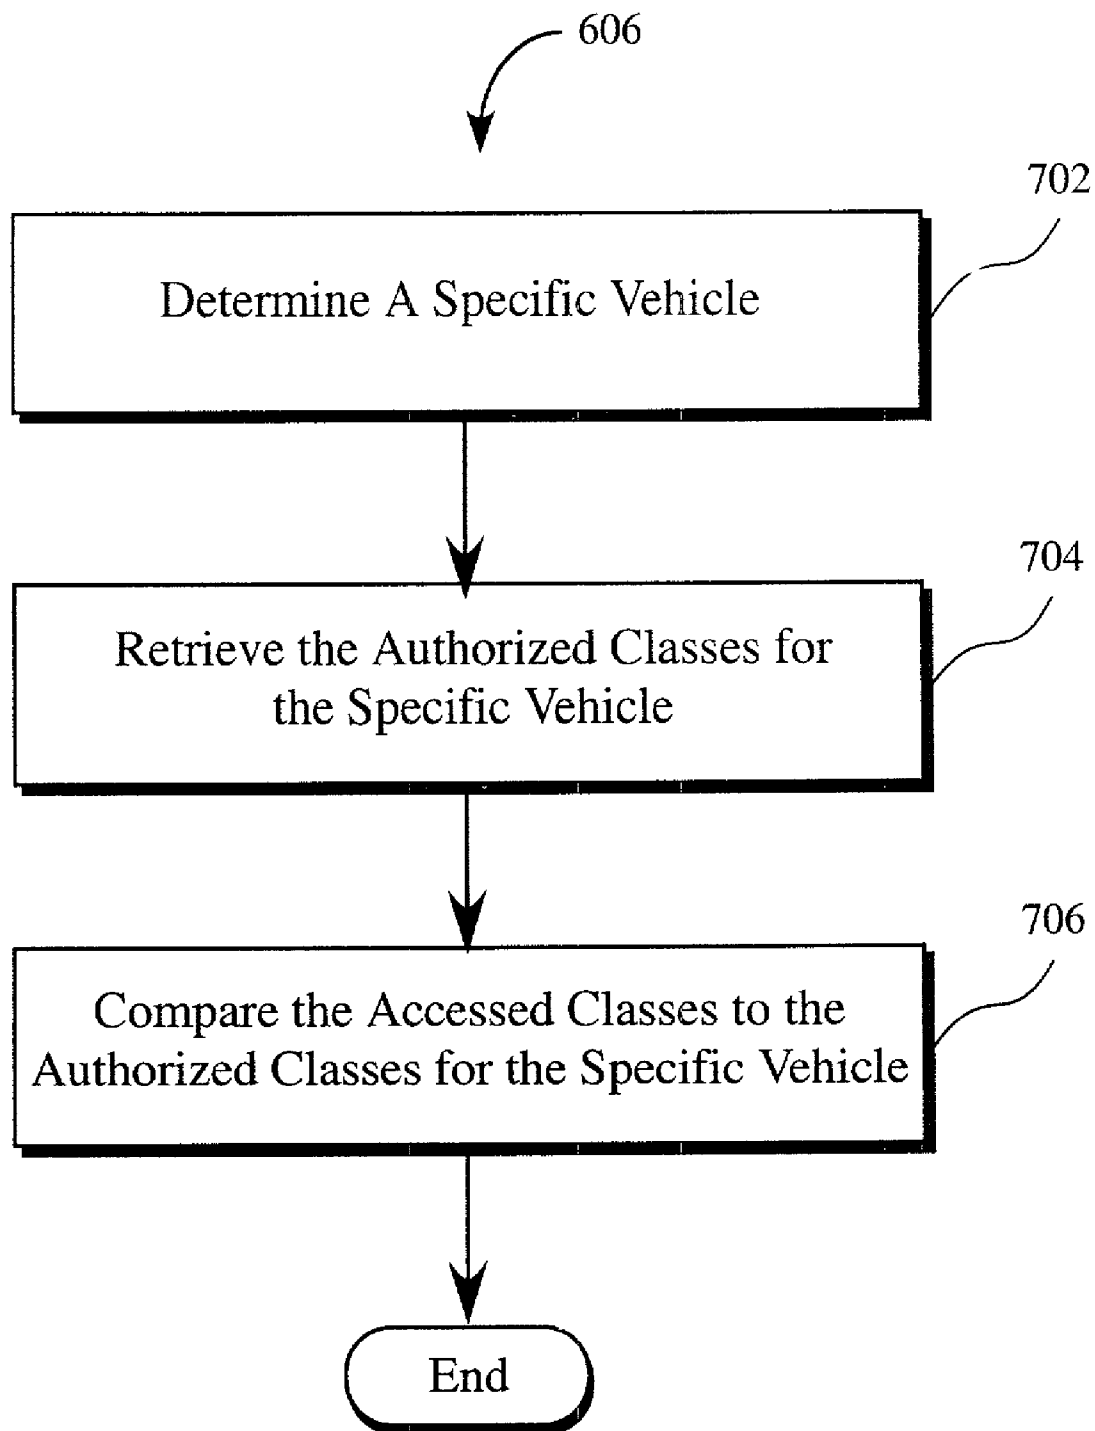 606
702
Determine A Specific Vehicle
704
Retrieve the Authorized Classes for
the Specific Vehicle
706
Compare the Accessed Classes to the
Authorized Classes for the Specific Vehicle
End